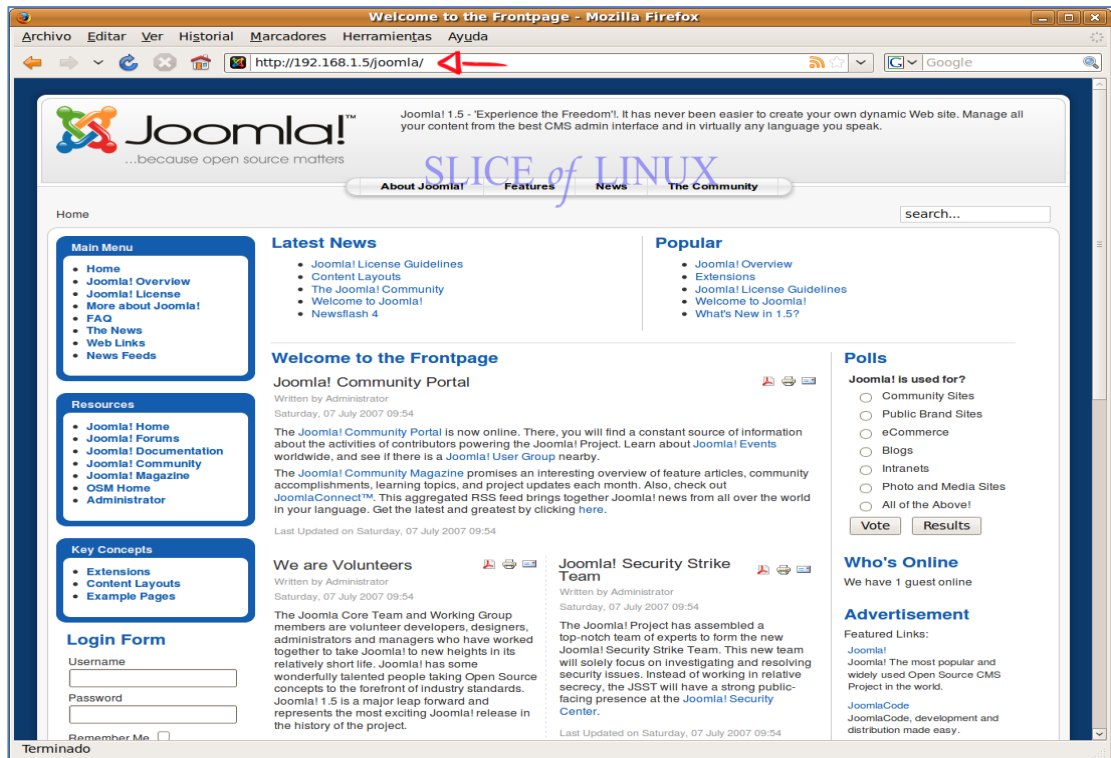 Welcome to the Frontpage - Mozilla Firefox
Archivo Editar Ver Historial Marcadores Herramientas Ayuda
http://192.168.1.5/joomla/
Google
Joomla!™
...because open source matters
Joomla! 1.5 - 'Experience the Freedom'!. It has never been easier to create your own dynamic Web site. Manage all
your content from the best CMS admin interface and in virtually any language you speak.
SLICE of LINUX
About Joomla! Features News The Community
Home
search...
Main Menu
Home
Joomla! Overview
Joomla! License
More about Joomla!
FAQ
The News
Web Links
News Feeds
Resources
Joomla! Home
Joomla! Forums
Joomla! Documentation
Joomla! Community
Joomla! Magazine
OSM Home
Administrator
Key Concepts
Extensions
Content Layouts
Example Pages
Login Form
Username
Password
Remember Me
Latest News
Joomla! License Guidelines
Content Layouts
The Joomla! Community
Welcome to Joomla!
Newsflash 4
Popular
Joomla! Overview
Extensions
Joomla! License Guidelines
Welcome to Joomla!
What's New in 1.5?
Welcome to the Frontpage
Joomla! Community Portal
Written by Administrator
Saturday, 07 July 2007 09:54
The Joomla! Community Portal is now online. There, you will find a constant source of information
about the activities of contributors powering the Joomla! Project. Learn about Joomla! Events
worldwide, and see if there is a Joomla! User Group nearby.
The Joomla! Community Magazine promises an interesting overview of feature articles, community
accomplishments, learning topics, and project updates each month. Also, check out
JoomlaConnect™. This aggregated RSS feed brings together Joomla! news from all over the world
in your language. Get the latest and greatest by clicking here.
Last Updated on Saturday, 07 July 2007 09:54
We are Volunteers
Written by Administrator
Saturday, 07 July 2007 09:54
The Joomla Core Team and Working Group
members are volunteer developers, designers,
administrators and managers who have worked
together to take Joomla! to new heights in its
relatively short life. Joomla! has some
wonderfully talented people taking Open Source
concepts to the forefront of industry standards.
Joomla! 1.5 is a major leap forward and
represents the most exciting Joomla! release in
the history of the project.
Joomla! Security Strike
Team
Written by Administrator
Saturday, 07 July 2007 09:54
The Joomla! Project has assembled a
top-notch team of experts to form the new
Joomla! Security Strike Team. This new team
will solely focus on investigating and resolving
security issues. Instead of working in relative
secrecy, the JSST will have a strong public-
facing presence at the Joomla! Security
Center.
Last Updated on Saturday, 07 July 2007 09:54
Polls
Joomla! is used for?
Community Sites
Public Brand Sites
eCommerce
Blogs
Intranets
Photo and Media Sites
All of the Above!
Vote Results
Who's Online
We have 1 guest online
Advertisement
Featured Links:
Joomla!
Joomla! The most popular and
widely used Open Source CMS
Project in the world.
JoomlaCode
JoomlaCode, development and
distribution made easy.
Terminado